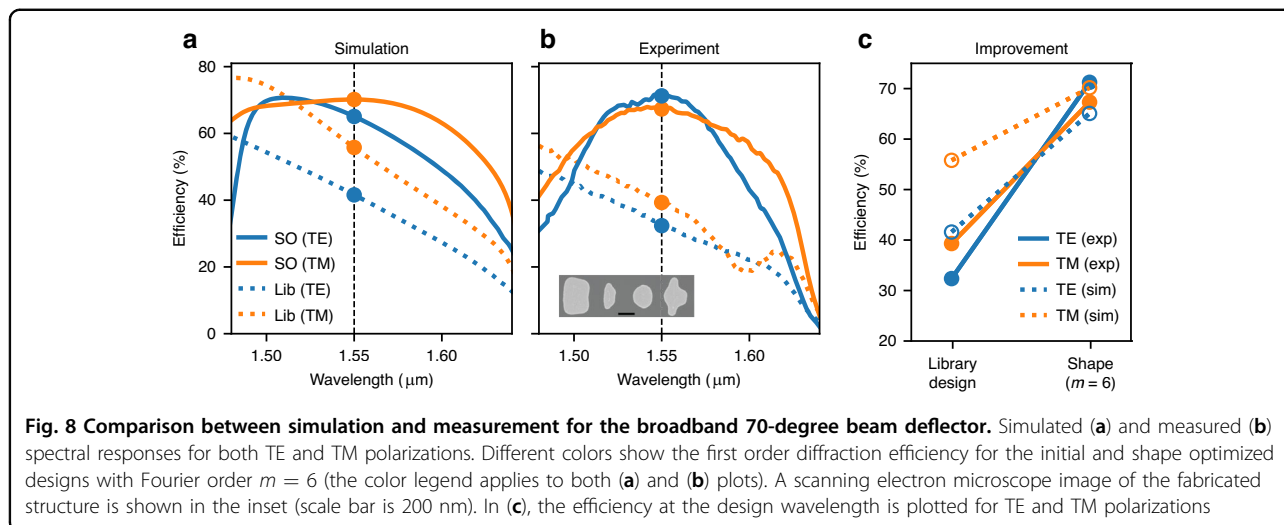 a
Simulation
80
60
40
20
0
Efficiency (%)
SO (TE)
SO (TM)
Lib (TE)
Lib (TM)
1.50
1.55
1.60
Wavelength (μm)
b
Experiment
1.50
1.55
1.60
Wavelength (μm)
c
Improvement
80
70
60
50
40
30
20
Efficiency (%)
TE (exp)
TM (exp)
TE (sim)
TM (sim)
Library
design
Shape
(m = 6)
Fig. 8 Comparison between simulation and measurement for the broadband 70-degree beam deflector. Simulated (a) and measured (b)
spectral responses for both TE and TM polarizations. Different colors show the first order diffraction efficiency for the initial and shape optimized
designs with Fourier order m = 6 (the color legend applies to both (a) and (b) plots). A scanning electron microscope image of the fabricated
structure is shown in the inset (scale bar is 200 nm). In (c), the efficiency at the design wavelength is plotted for TE and TM polarizations